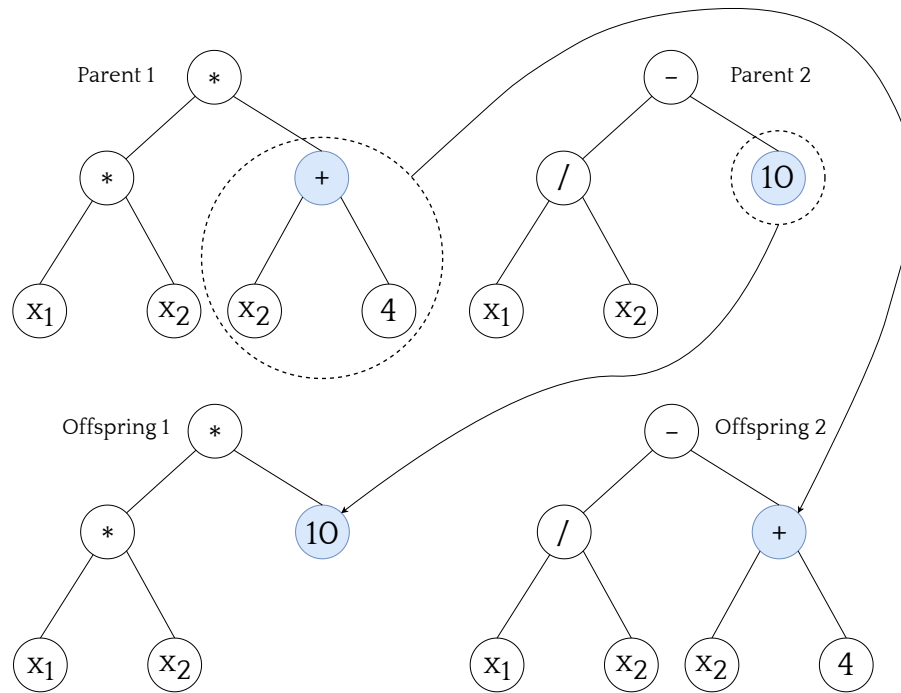 Parent 1
*
*
+
x1
x2
x2
4
Parent 2
–
/
10
x1
x2
Offspring 1
*
*
10
x1
x2
Offspring 2
–
/
+
x1
x2
x2
4